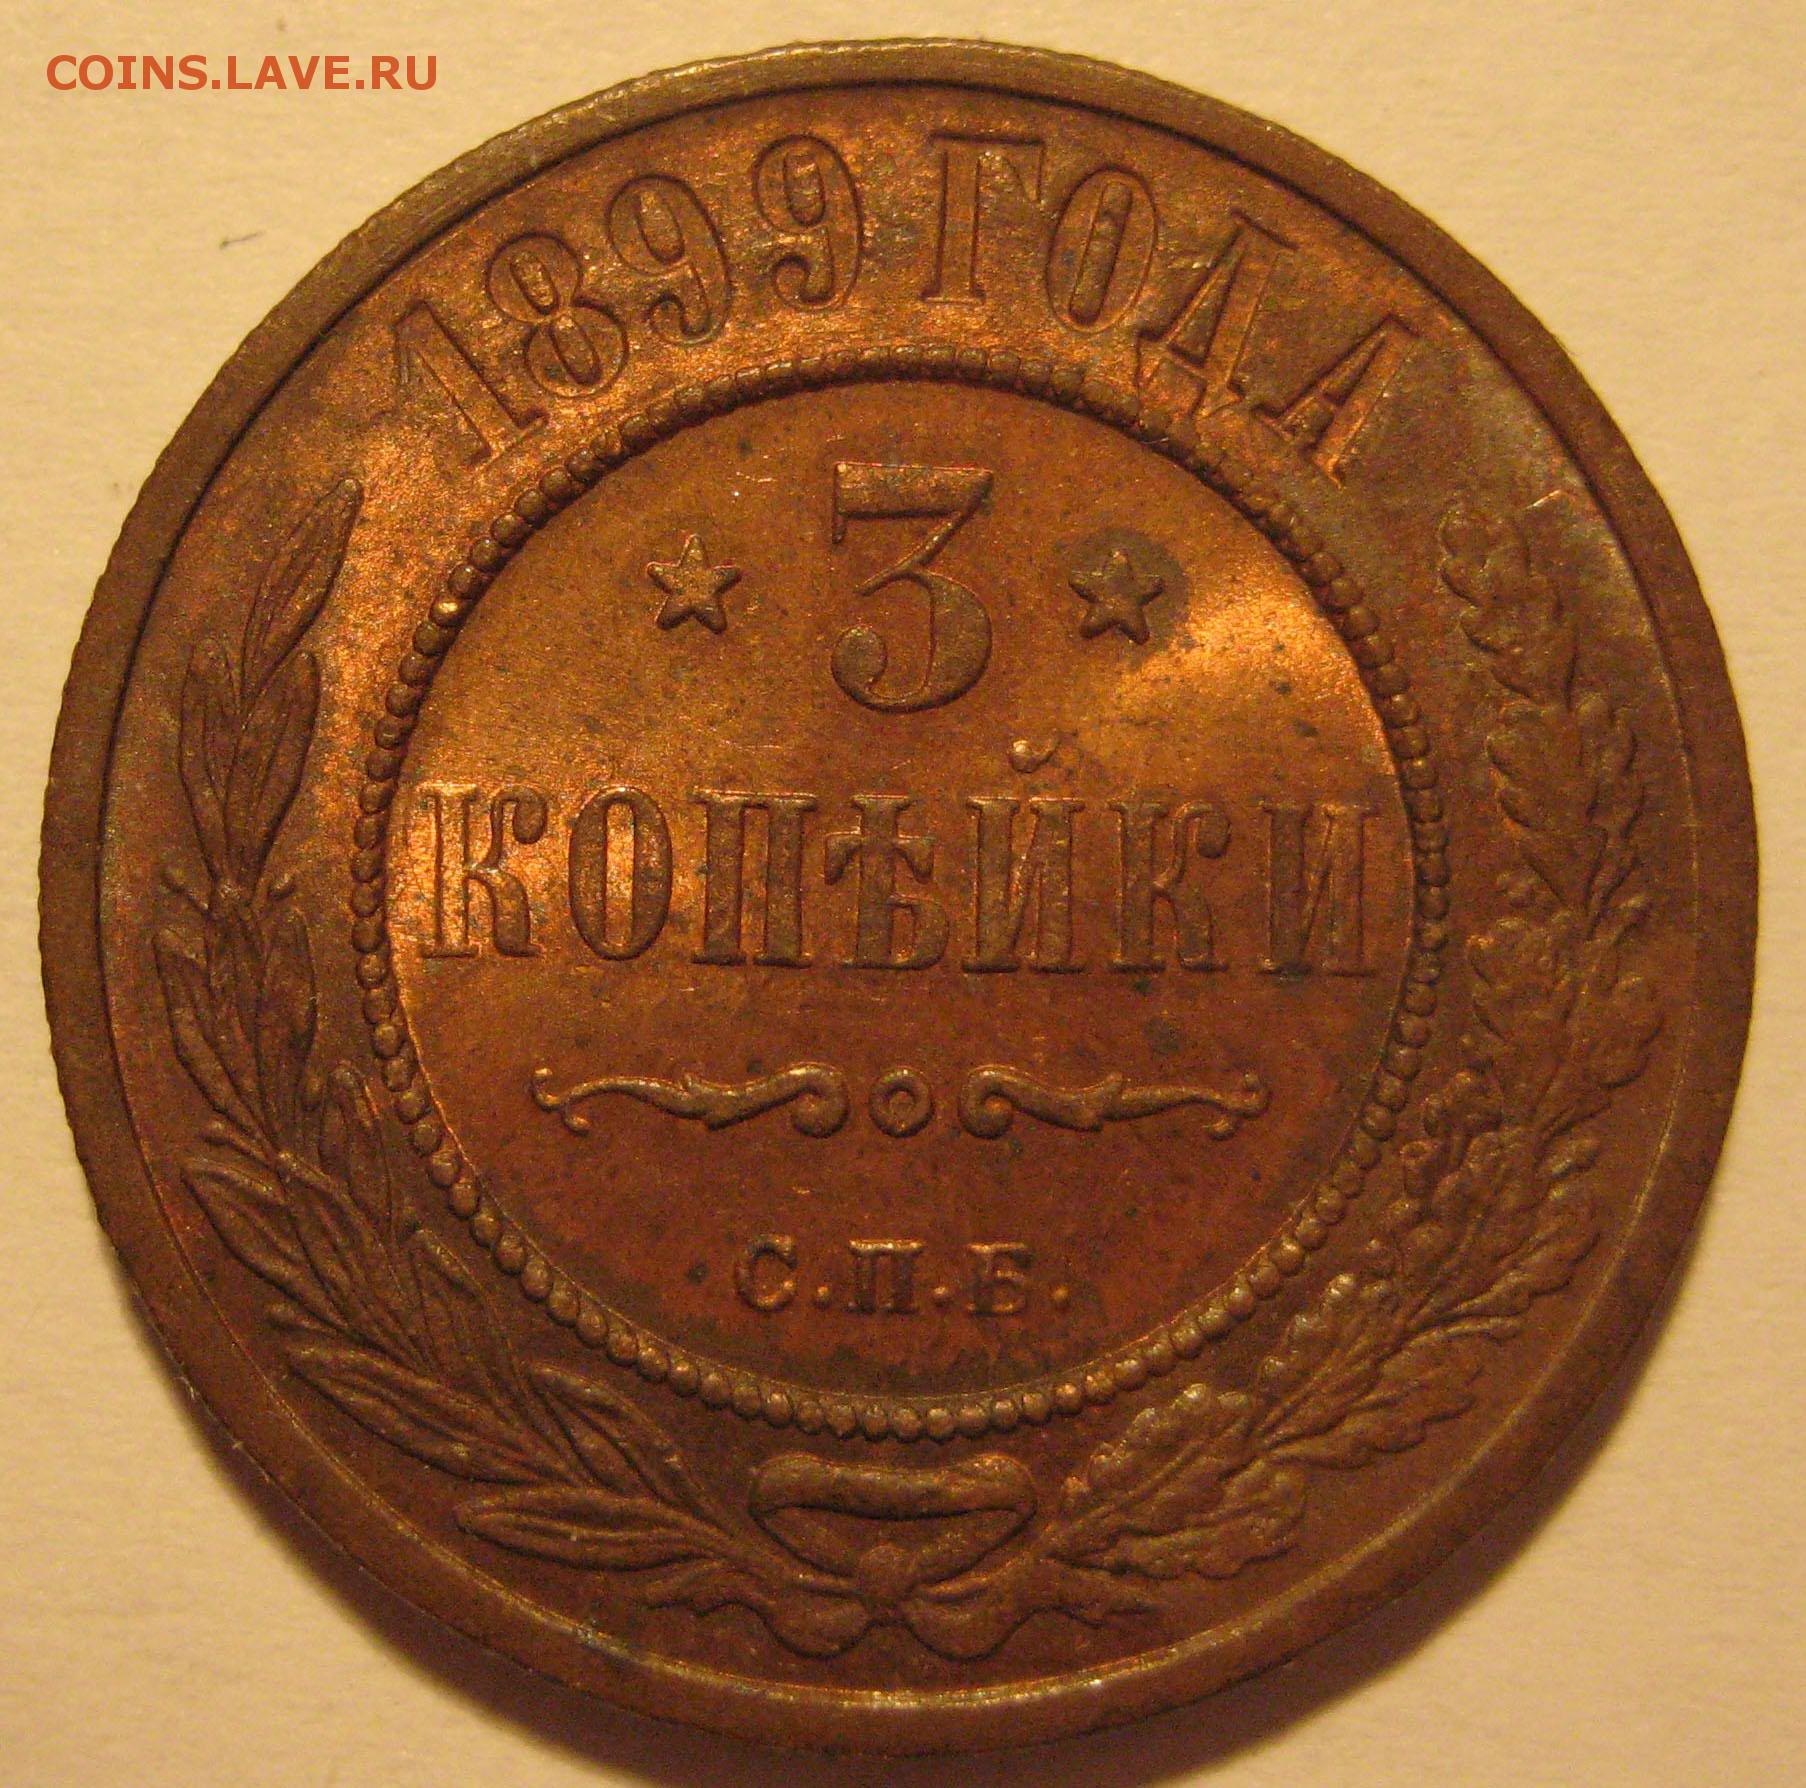 COINS.LAVE.RU
1899 ГОДА
3
КОПѢЙКИ
С.П.Б.